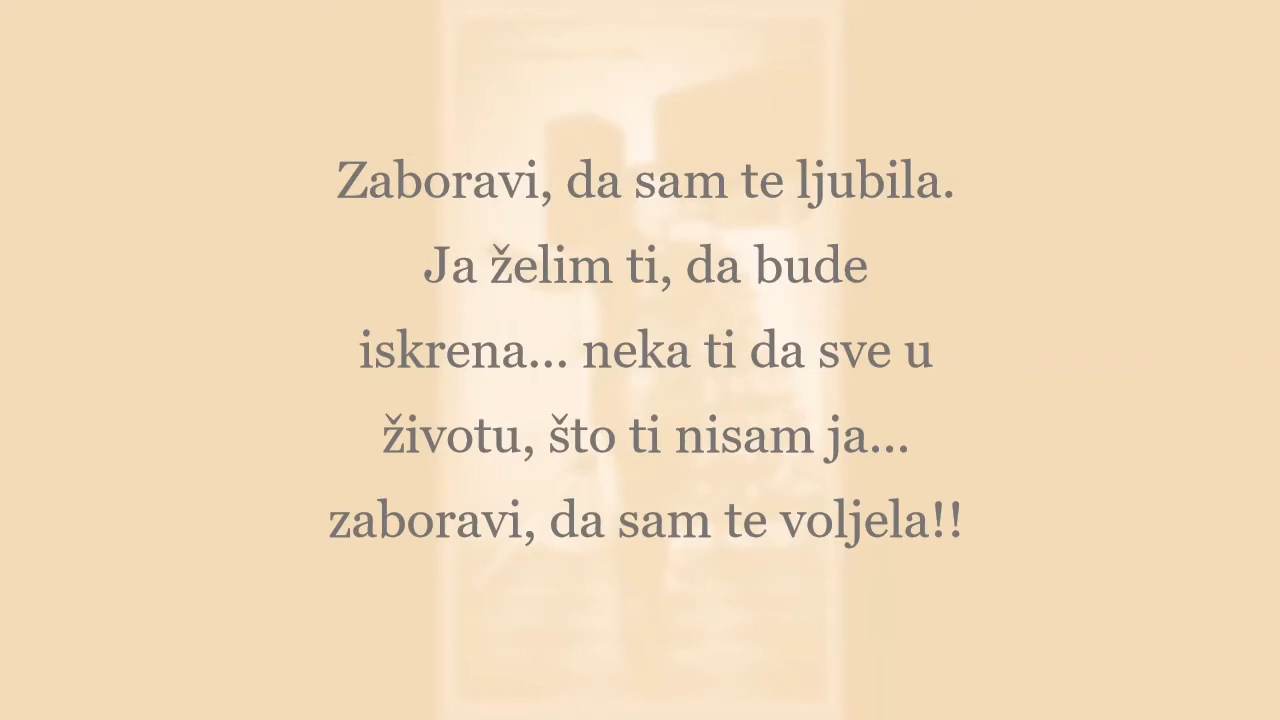 Zaboravi, da sam te ljubila.
Ja želim ti, da bude
iskrena... neka ti da sve u
životu, što ti nisam ja...
zaboravi, da sam te voljela!!